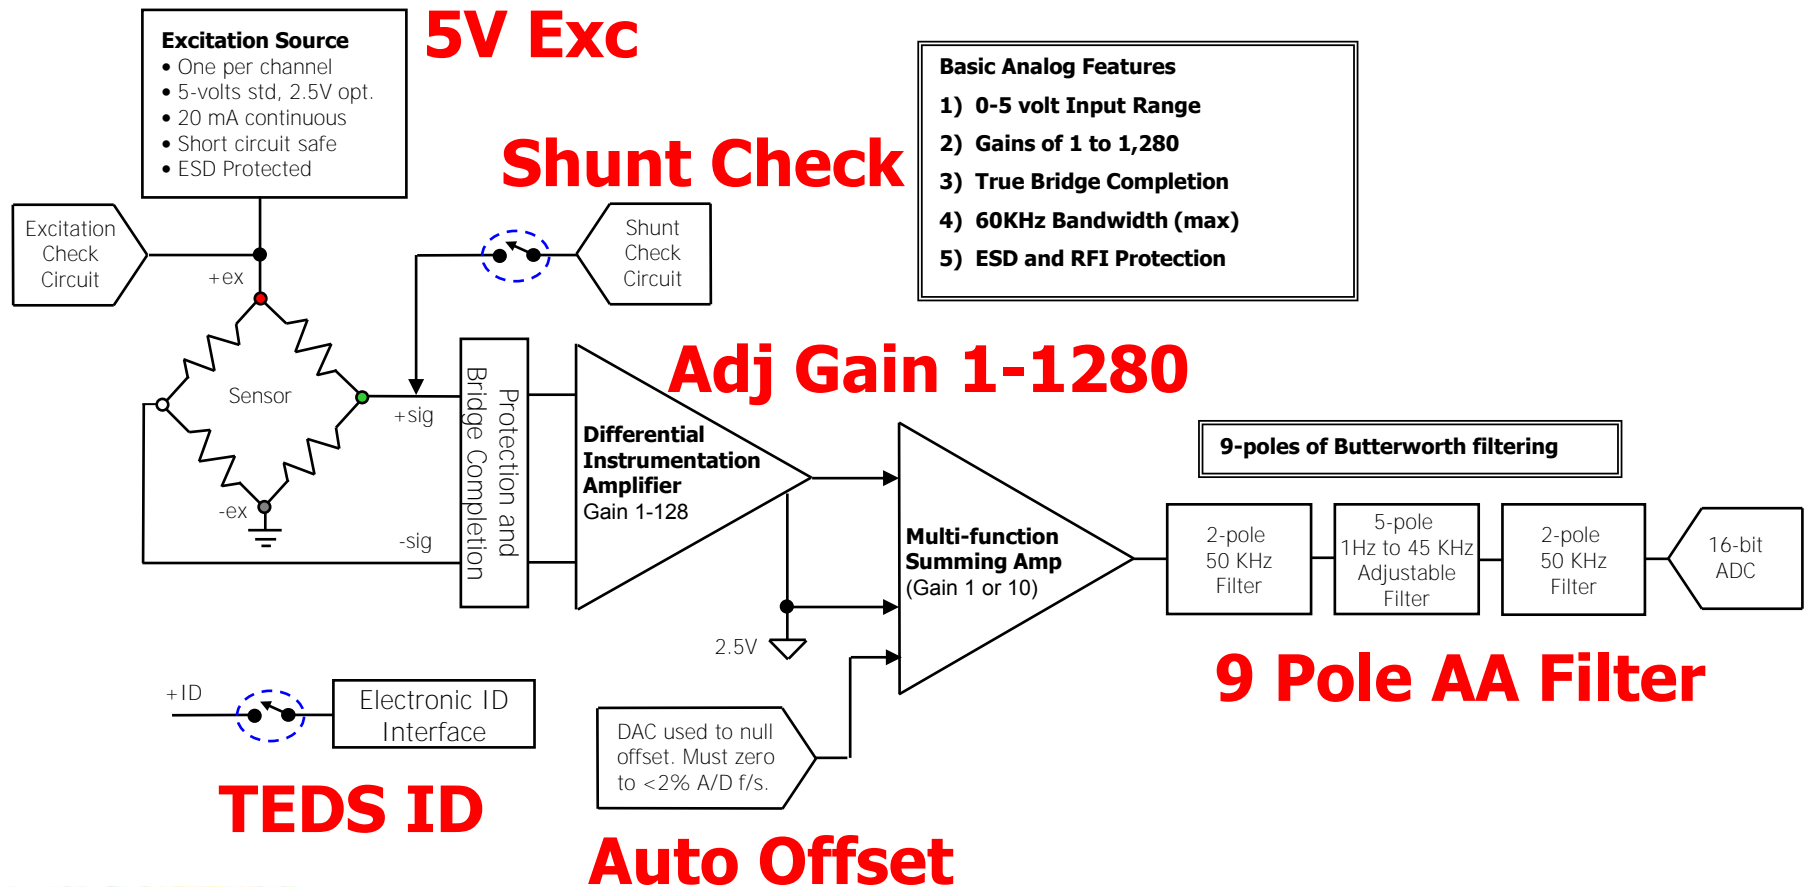 5V Exc
Excitation Source
• One per channel
• 5-volts std, 2.5V opt.
• 20 mA continuous
• Short circuit safe
• ESD Protected
Basic Analog Features
1) 0-5 volt Input Range
2) Gains of 1 to 1,280
3) True Bridge Completion
4) 60KHz Bandwidth (max)
5) ESD and RFI Protection
Shunt Check
Excitation
Check
Circuit
+ex
Shunt
Check
Circuit
Sensor
+sig
-ex
-sig
Protection and
Bridge Completion
Adj Gain 1-1280
Differential
Instrumentation
Amplifier
Gain 1-128
Multi-function
Summing Amp
(Gain 1 or 10)
2.5V
9-poles of Butterworth filtering
2-pole
50 KHz
Filter
5-pole
1Hz to 45 KHz
Adjustable
Filter
2-pole
50 KHz
Filter
16-bit
ADC
9 Pole AA Filter
+ID
Electronic ID
Interface
TEDS ID
DAC used to null
offset. Must zero
to <2% A/D f/s.
Auto Offset